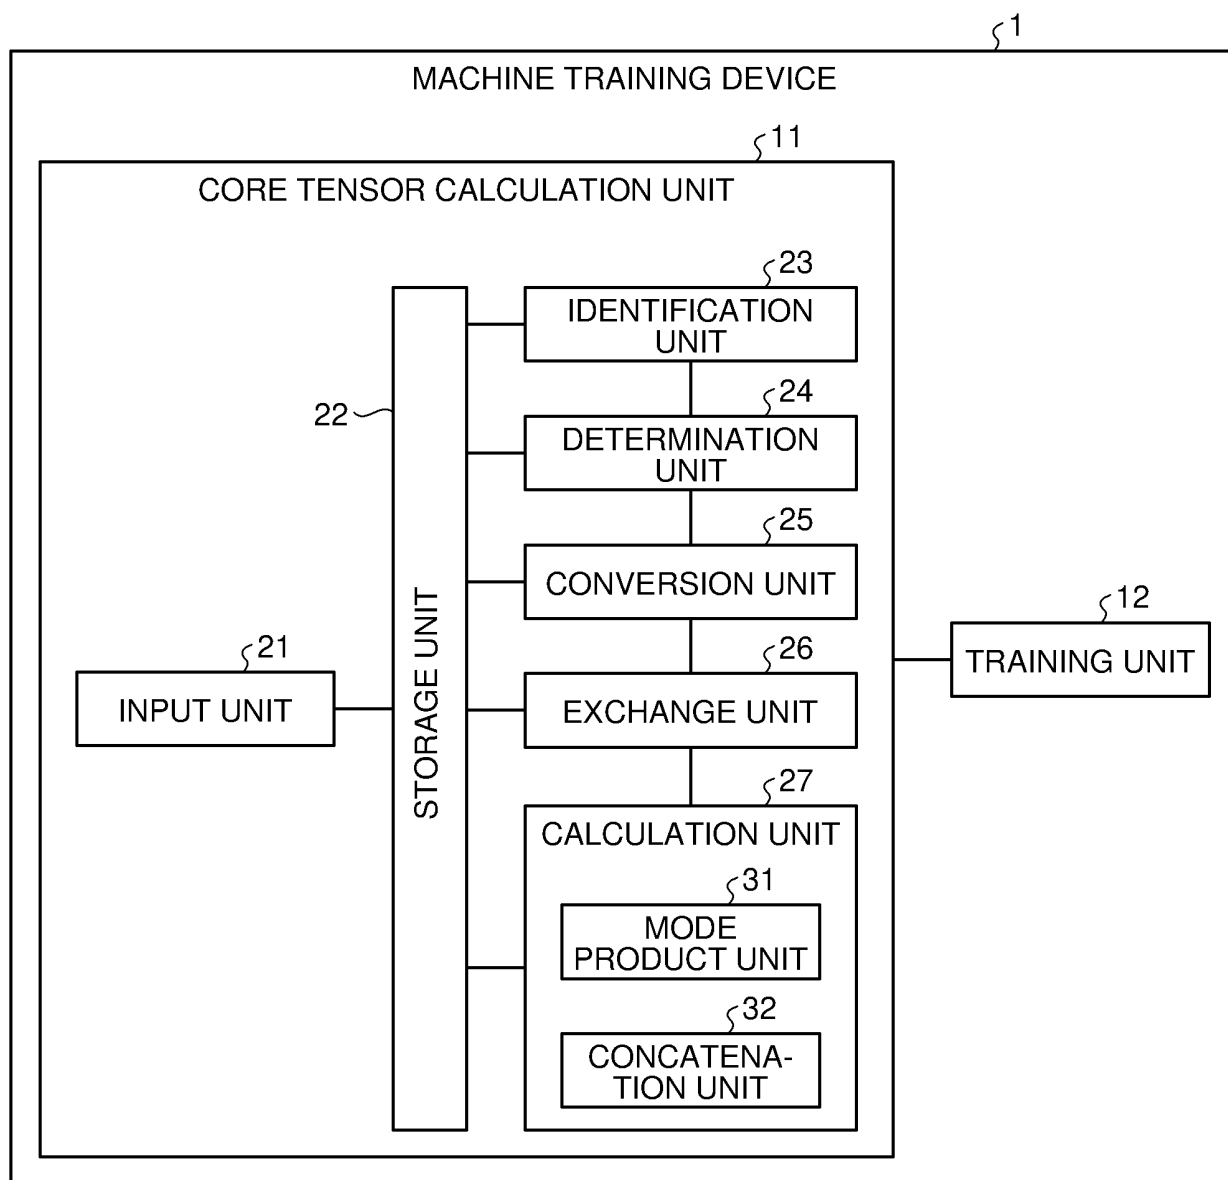 1
MACHINE TRAINING DEVICE
11
CORE TENSOR CALCULATION UNIT
23
IDENTIFICATION
UNIT
24
DETERMINATION
UNIT
22
25
CONVERSION UNIT
STORAGE UNIT
12
TRAINING UNIT
21
INPUT UNIT
26
EXCHANGE UNIT
27
CALCULATION UNIT
31
MODE
PRODUCT UNIT
32
CONCATENA-
TION UNIT